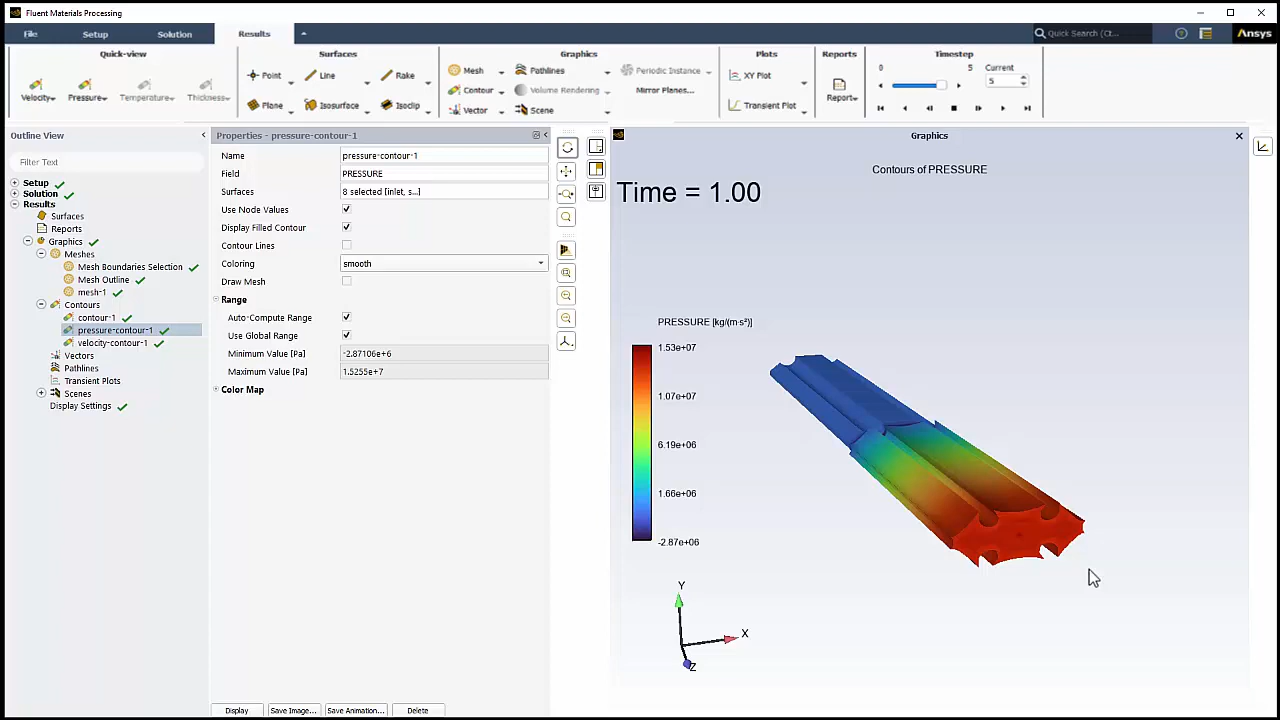 Fluent Materials Processing
File Setup Solution Results
Quick Search (Ct...
Ansys
Quick-view
Velocity Pressure Temperature Thickness
Surfaces
Point Line Rake
Plane Isosurface Isoclip
Graphics
Mesh Pathlines Periodic Instance
Contour Volume Rendering Mirror Planes...
Vector Scene
Plots
XY Plot
Transient Plot
Reports
Report
Timestep
0 5 Current
5
Outline View
Filter Text
Setup
Solution
Results
Surfaces
Reports
Graphics
Meshes
Mesh Boundaries Selection
Mesh Outline
mesh-1
Contours
contour-1
pressure-contour-1
velocity-contour-1
Vectors
Pathlines
Transient Plots
Scenes
Display Settings
Properties - pressure-contour-1
Name pressure-contour-1
Field PRESSURE
Surfaces 8 selected [inlet, s...]
Use Node Values
Display Filled Contour
Contour Lines
Coloring smooth
Draw Mesh
Range
Auto-Compute Range
Use Global Range
Minimum Value [Pa] -2.87106e+6
Maximum Value [Pa] 1.5255e+7
Color Map
Display Save Image... Save Animation... Delete
Graphics
Contours of PRESSURE
Time = 1.00
PRESSURE [kg/(m·s²)]
1.53e+07
1.07e+07
6.19e+06
1.66e+06
-2.87e+06
Y
X
Z